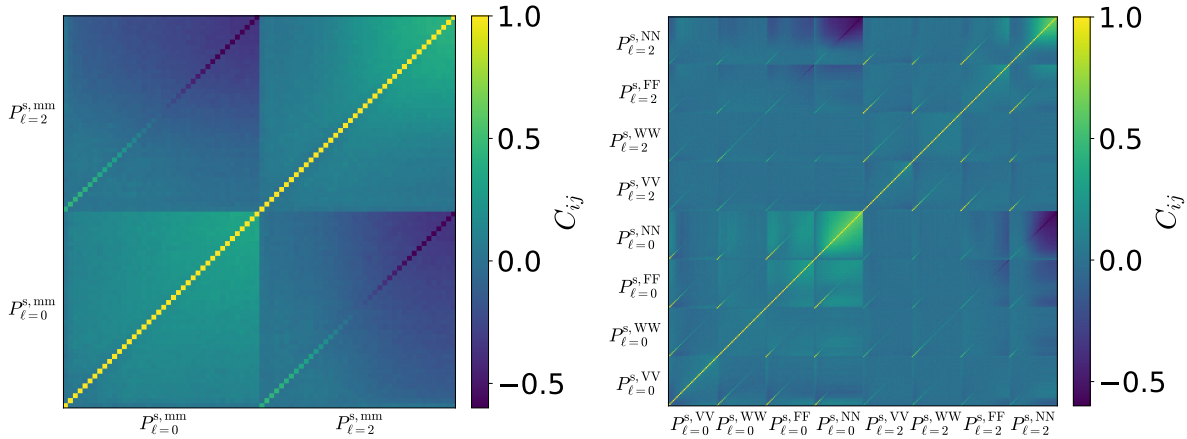 1.0
0.5
0.0
−0.5
C_{ij}
P^{s,mm}_{ℓ=2}
P^{s,mm}_{ℓ=0}
P^{s,mm}_{ℓ=0} P^{s,mm}_{ℓ=2}
P^{s,NN}_{ℓ=2}
P^{s,FF}_{ℓ=2}
P^{s,WW}_{ℓ=2}
P^{s,VV}_{ℓ=2}
P^{s,NN}_{ℓ=0}
P^{s,FF}_{ℓ=0}
P^{s,WW}_{ℓ=0}
P^{s,VV}_{ℓ=0}
P^{s,VV}_{ℓ=0} P^{s,WW}_{ℓ=0} P^{s,FF}_{ℓ=0} P^{s,NN}_{ℓ=0} P^{s,VV}_{ℓ=2} P^{s,WW}_{ℓ=2} P^{s,FF}_{ℓ=2} P^{s,NN}_{ℓ=2}
1.0
0.5
0.0
−0.5
C_{ij}